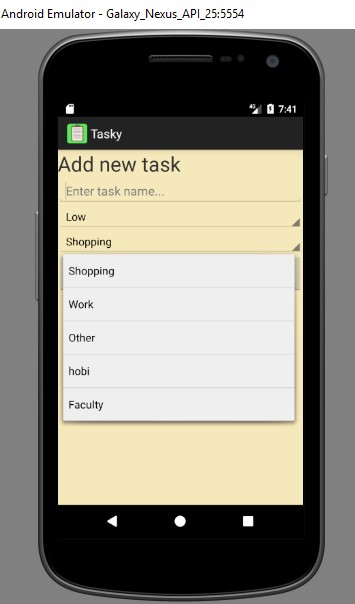 Android Emulator - Galaxy_Nexus_API_25:5554
4G 7:41
Tasky
Add new task
Enter task name...
Low
Shopping
Shopping
Work
Other
hobi
Faculty